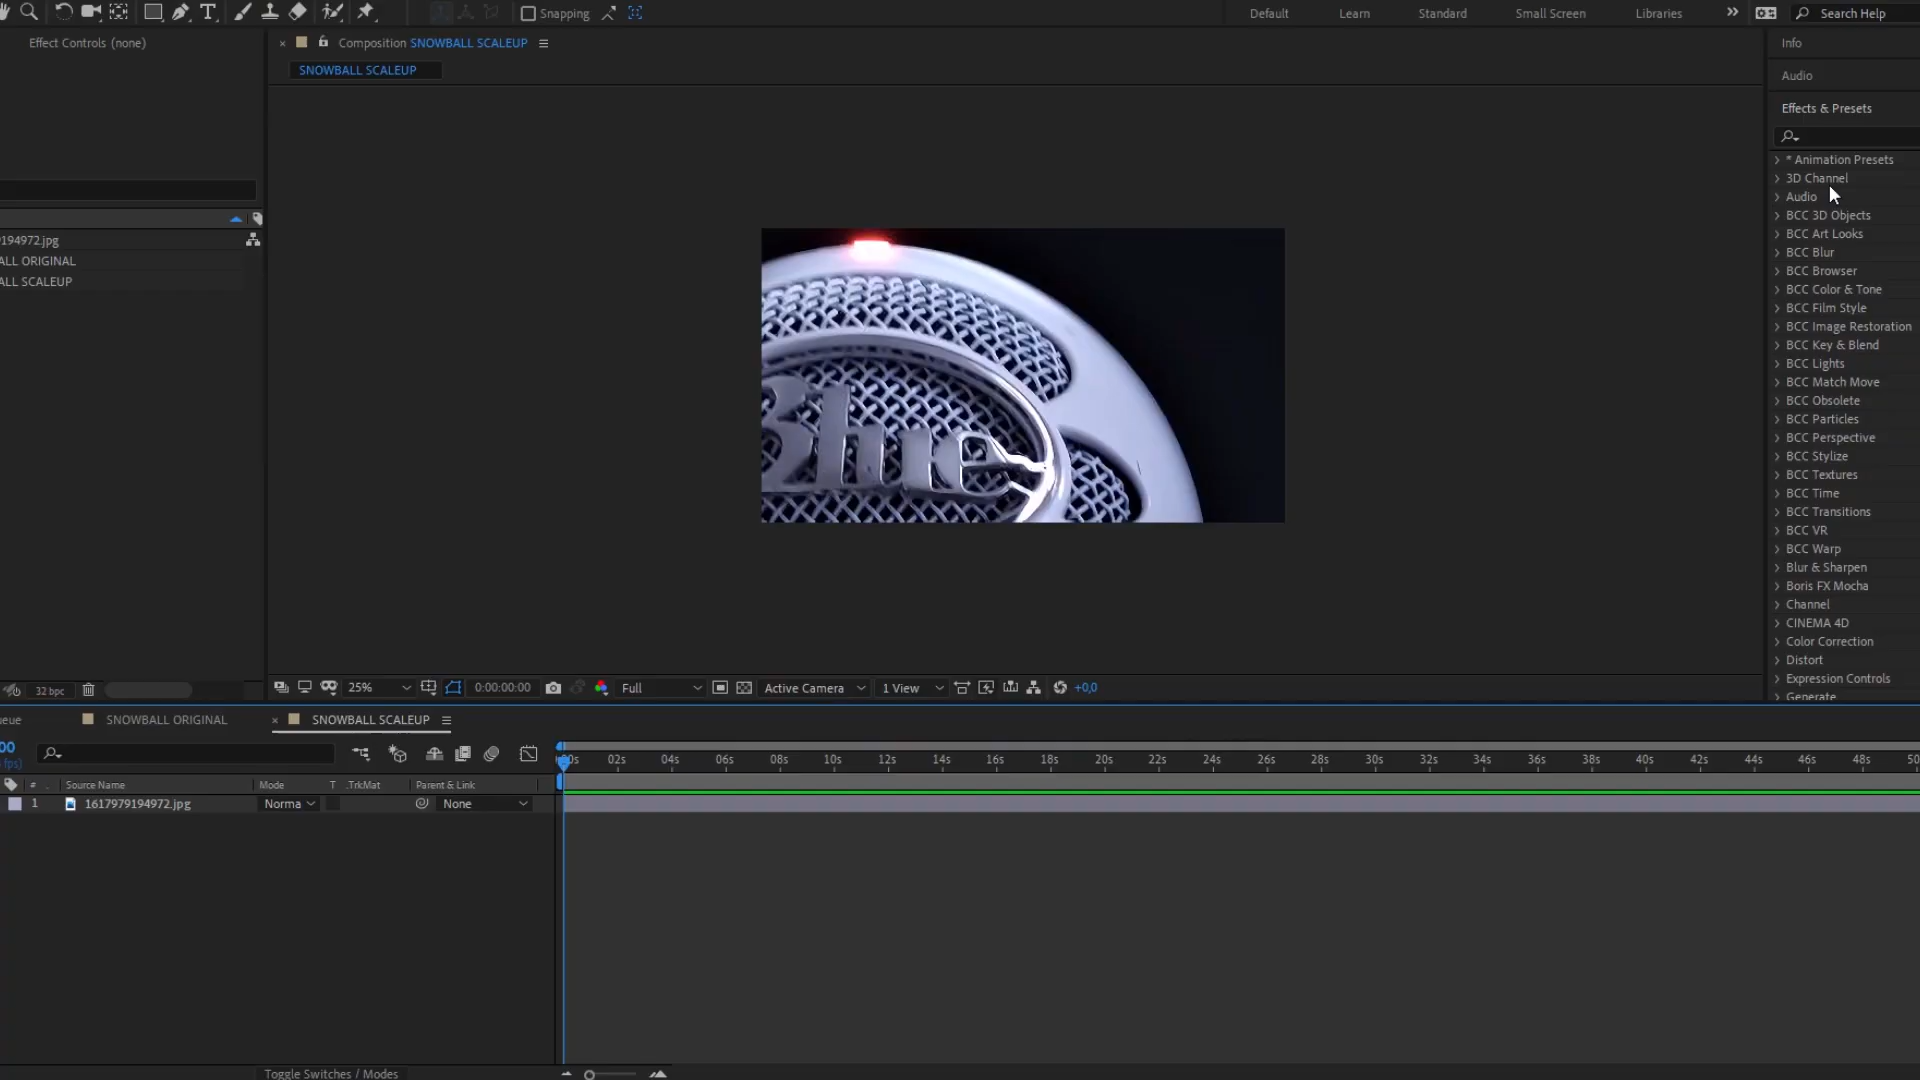 Snapping
Default
Learn
Standard
Small Screen
Libraries
Search Help
Effect Controls (none)
Composition SNOWBALL SCALEUP
SNOWBALL SCALEUP
Info
Audio
Effects & Presets
* Animation Presets
3D Channel
Audio
BCC 3D Objects
BCC Art Looks
BCC Blur
BCC Browser
BCC Color & Tone
BCC Film Style
BCC Image Restoration
BCC Key & Blend
BCC Lights
BCC Match Move
BCC Obsolete
BCC Particles
BCC Perspective
BCC Stylize
BCC Textures
BCC Time
BCC Transitions
BCC VR
BCC Warp
Blur & Sharpen
Boris FX Mocha
Channel
CINEMA 4D
Color Correction
Distort
Expression Controls
Generate
194972.jpg
ALL ORIGINAL
ALL SCALEUP
Blue
32 bpc
25%
0:00:00:00
Full
Active Camera
1 View
+0,0
eue
SNOWBALL ORIGINAL
SNOWBALL SCALEUP
00
fps)
02s 04s 06s 08s 10s 12s 14s 16s 18s 20s 22s 24s 26s 28s 30s 32s 34s 36s 38s 40s 42s 44s 46s 48s 50
# . Source Name Mode T .TrkMat Parent & Link
1 1617979194972.jpg Norma None
Toggle Switches / Modes